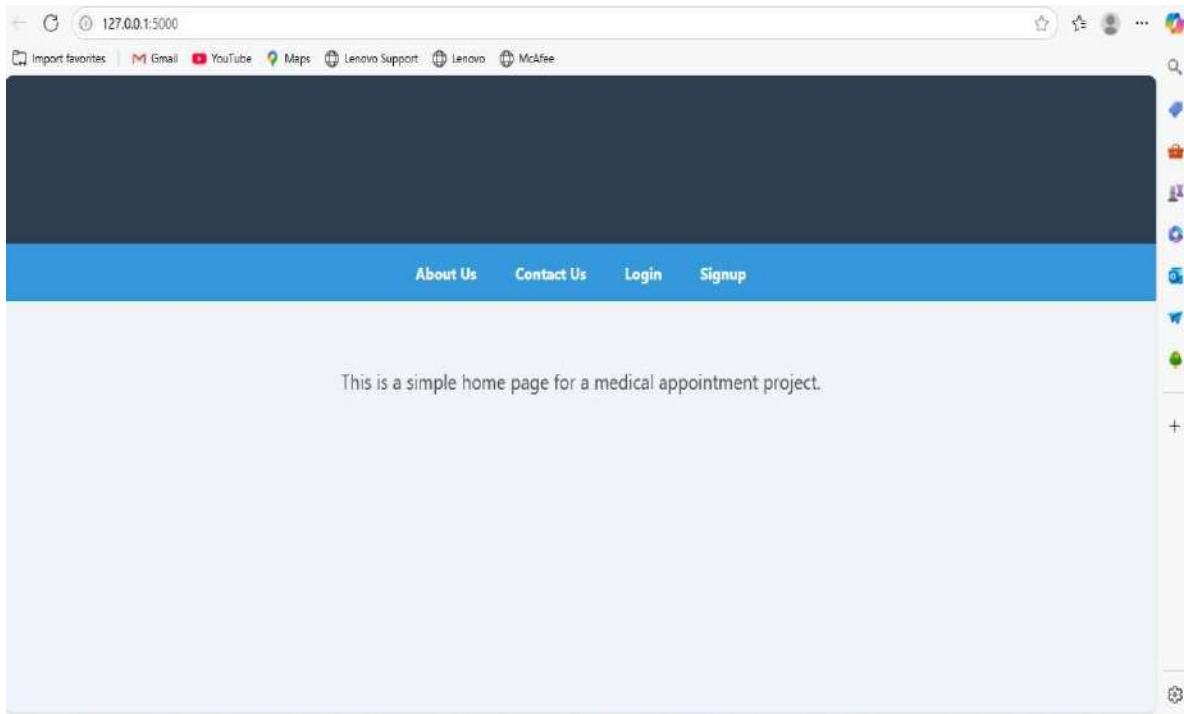 127.0.0.1:5000
Import favorites Gmail YouTube Maps Lenovo Support Lenovo McAfee
About Us Contact Us Login Signup
This is a simple home page for a medical appointment project.